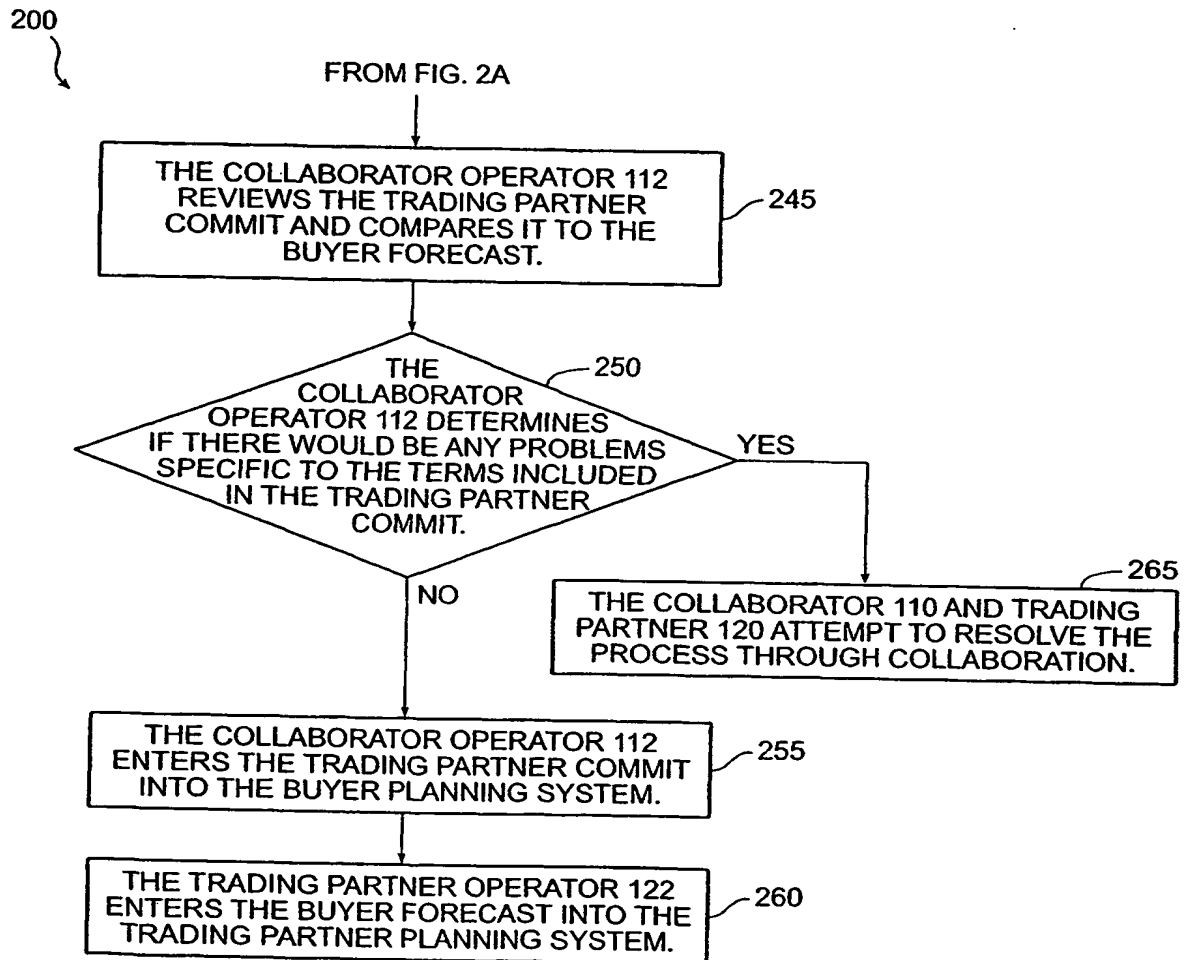 200
FROM FIG. 2A
THE COLLABORATOR OPERATOR 112
REVIEWS THE TRADING PARTNER
COMMIT AND COMPARES IT TO THE
BUYER FORECAST.
245
THE
COLLABORATOR
OPERATOR 112 DETERMINES
IF THERE WOULD BE ANY PROBLEMS
SPECIFIC TO THE TERMS INCLUDED
IN THE TRADING PARTNER
COMMIT.
250
YES
NO
265
THE COLLABORATOR 110 AND TRADING
PARTNER 120 ATTEMPT TO RESOLVE THE
PROCESS THROUGH COLLABORATION.
THE COLLABORATOR OPERATOR 112
ENTERS THE TRADING PARTNER COMMIT
INTO THE BUYER PLANNING SYSTEM.
255
THE TRADING PARTNER OPERATOR 122
ENTERS THE BUYER FORECAST INTO THE
TRADING PARTNER PLANNING SYSTEM.
260